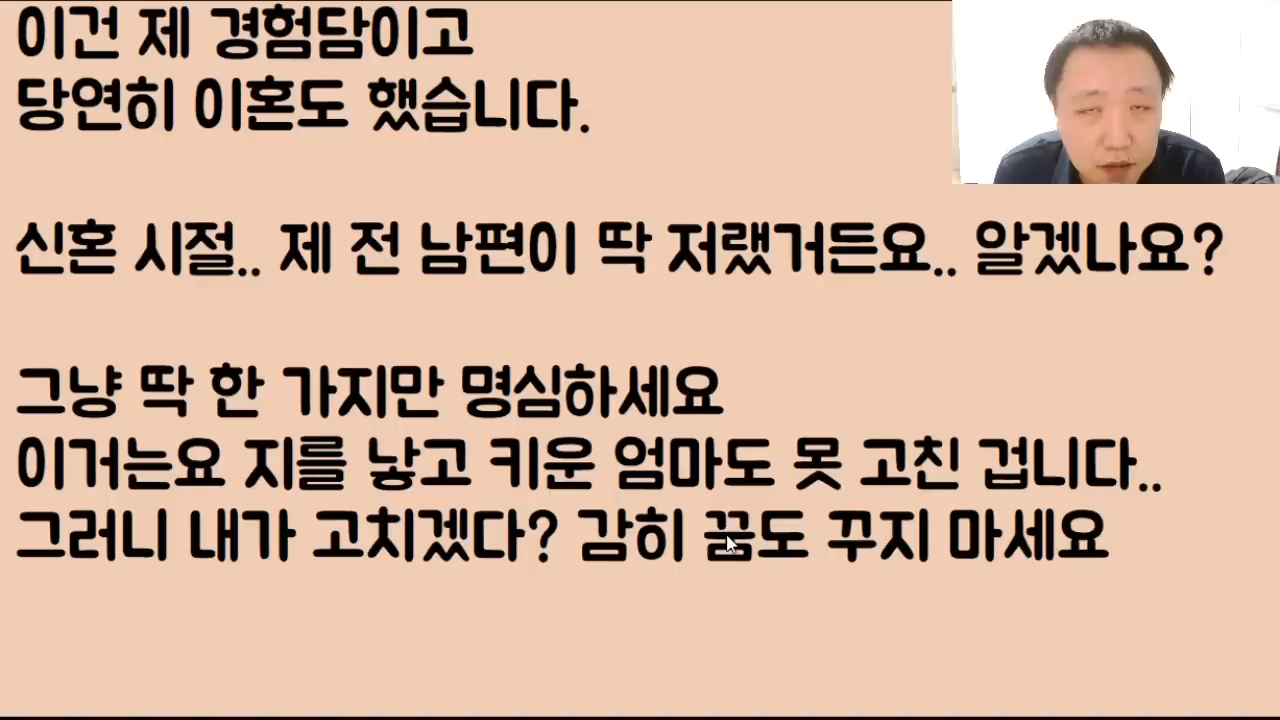 이건 제 경험담이고
당연히 이혼도 했습니다.
신혼 시절.. 제 전 남편이 딱 저랬거든요.. 알겠나요?
그냥 딱 한 가지만 명심하세요
이거는요 지를 낳고 키운 엄마도 못 고친 겁니다..
그러니 내가 고치겠다? 감히 꿈도 꾸지 마세요